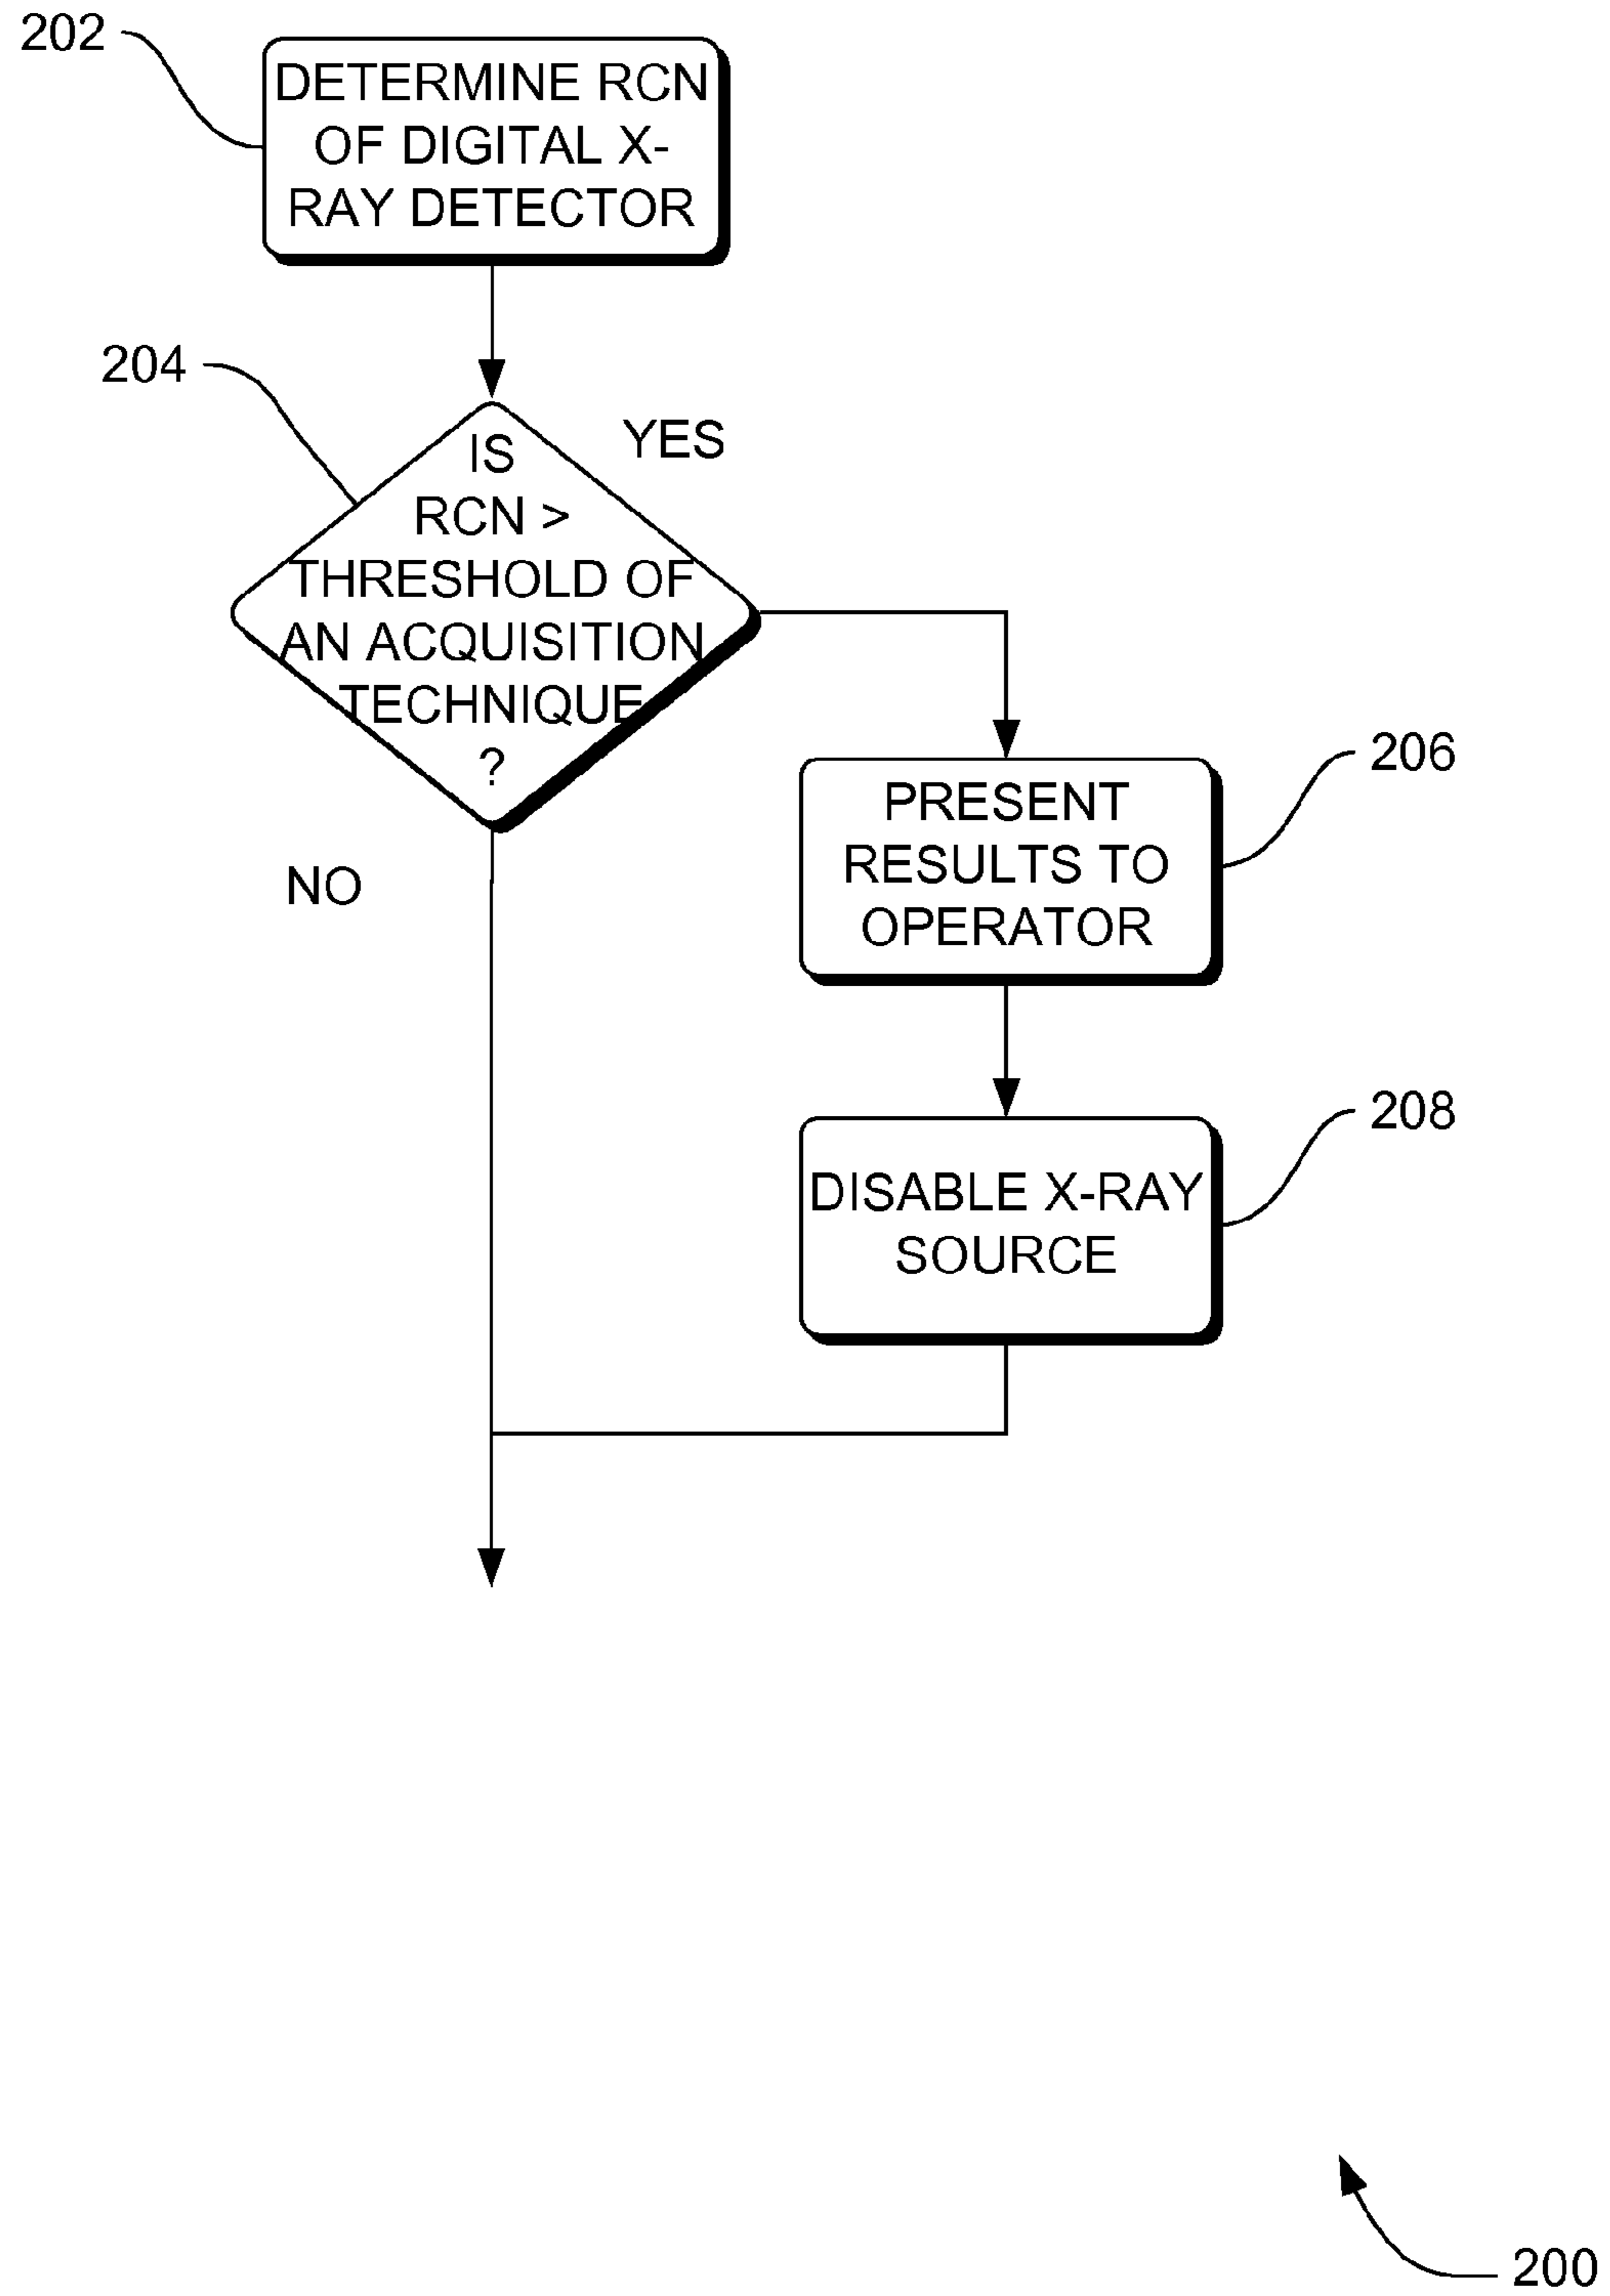 202
DETERMINE RCN
OF DIGITAL X-
RAY DETECTOR
204
YES
IS
RCN >
THRESHOLD OF
AN ACQUISITION
TECHNIQUE
?
NO
206
PRESENT
RESULTS TO
OPERATOR
208
DISABLE X-RAY
SOURCE
200